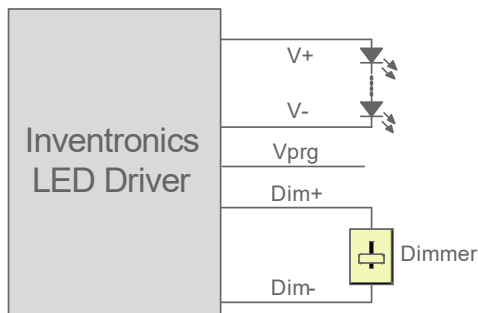 Inventronics
LED Driver
V+
V-
Vprg
Dim+
Dimmer
Dim-